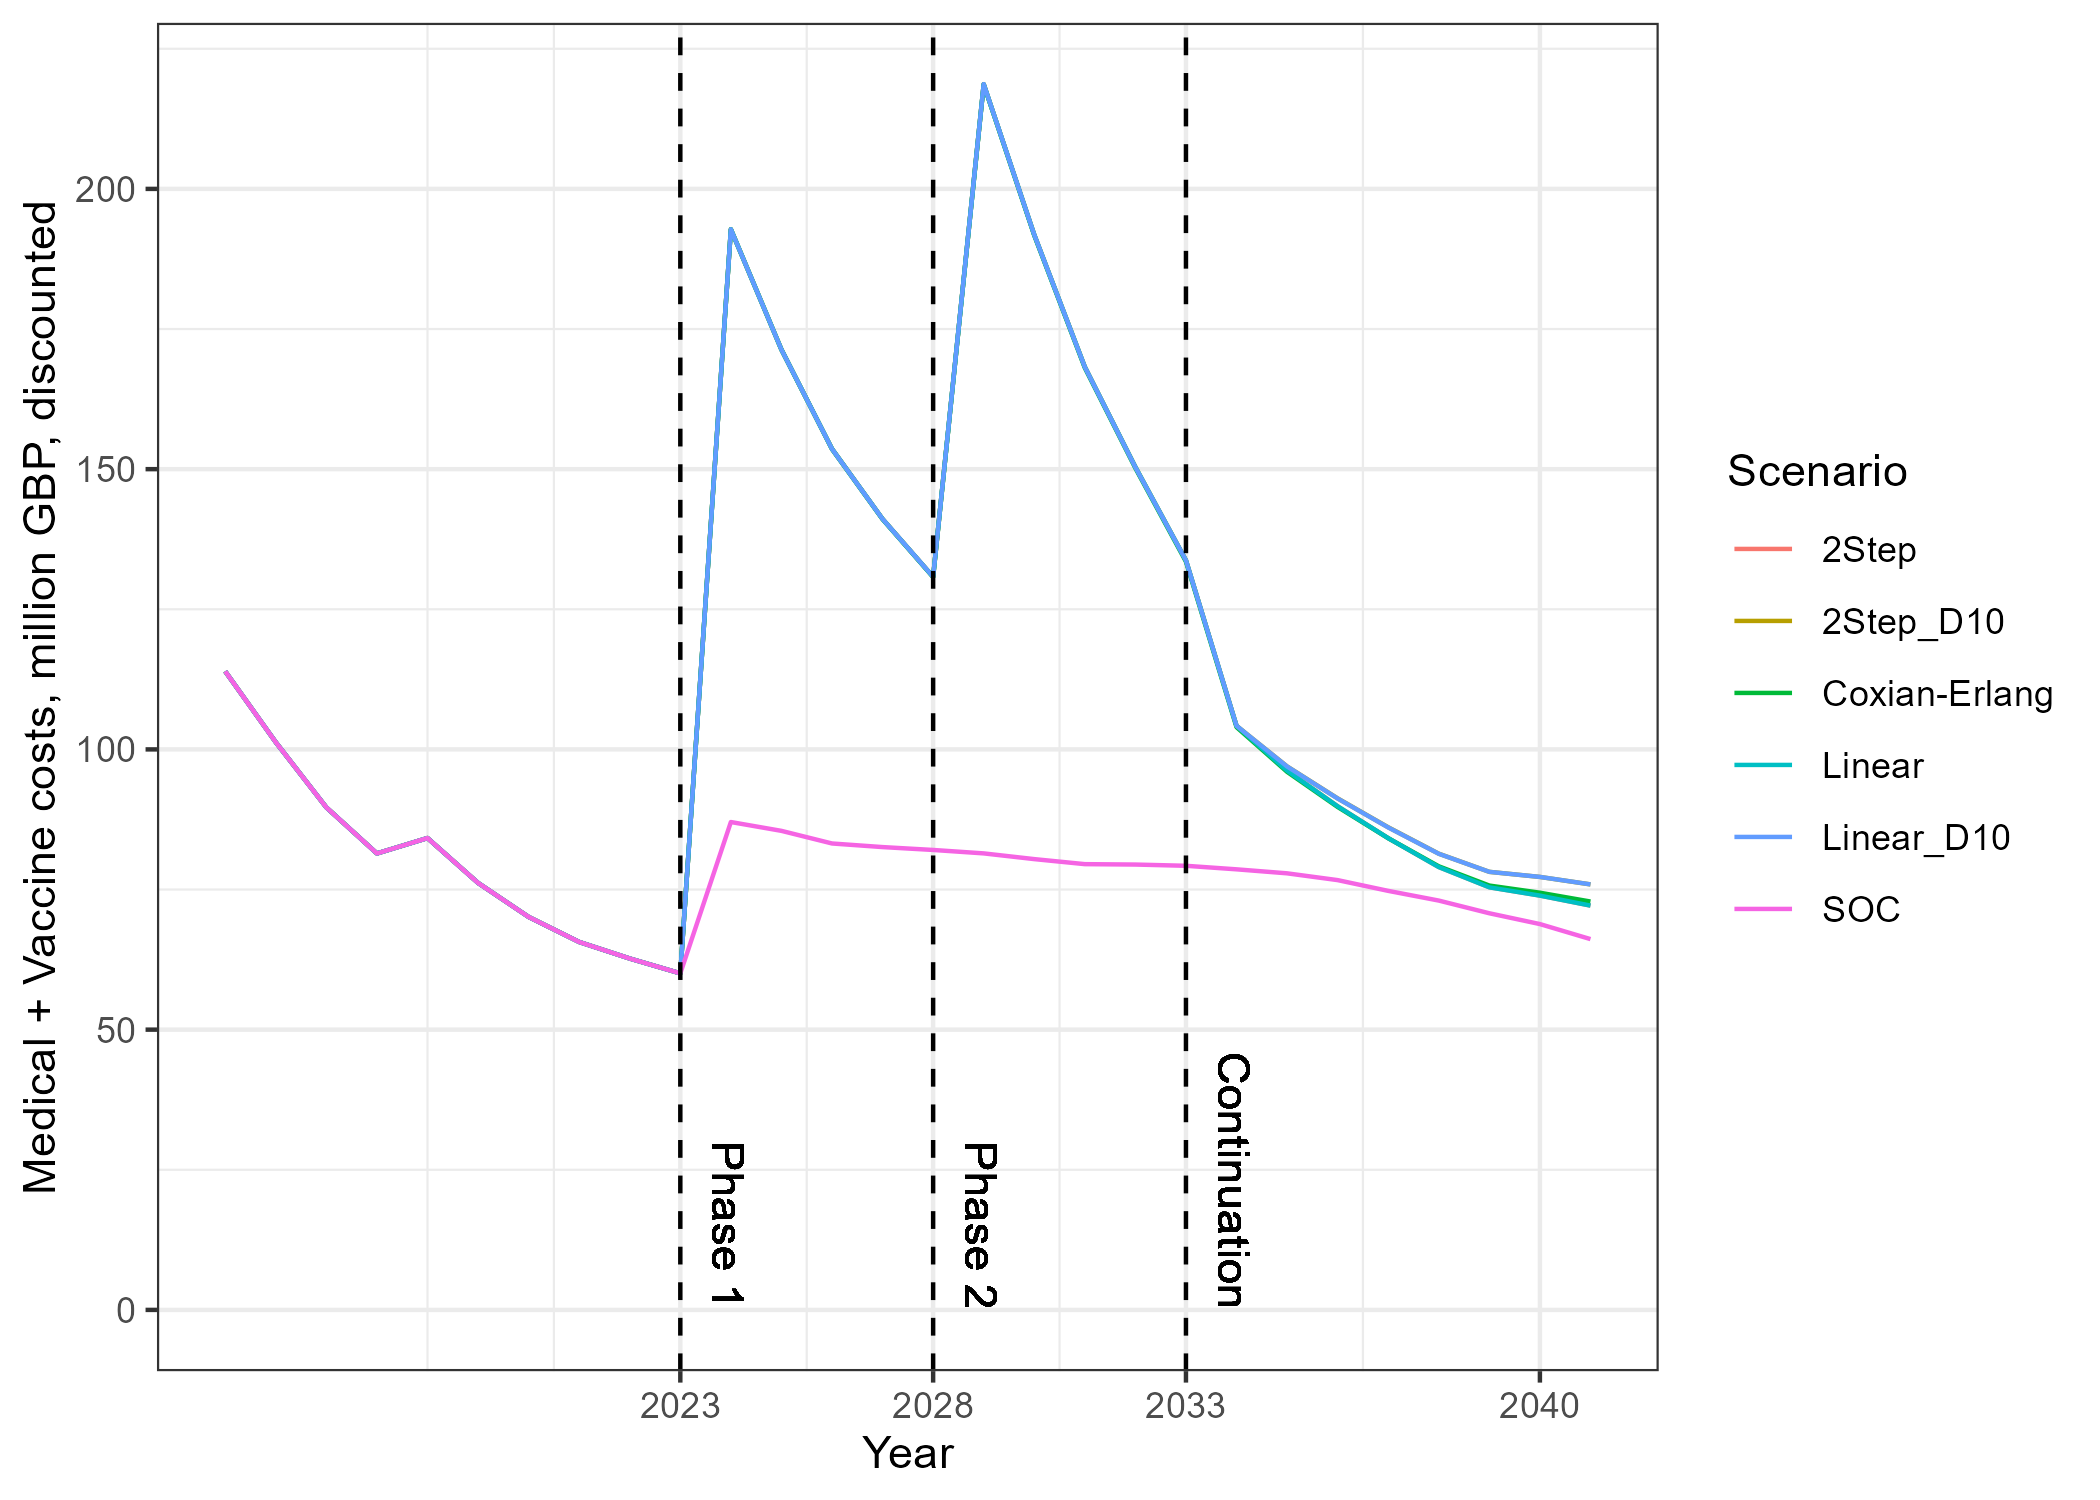 Medical + Vaccine costs, million GBP, discounted
200
150
100
50
0
Phase 1
Phase 2
Continuation
2023
2028
2033
2040
Year
Scenario
2Step
2Step_D10
Coxian-Erlang
Linear
Linear_D10
SOC